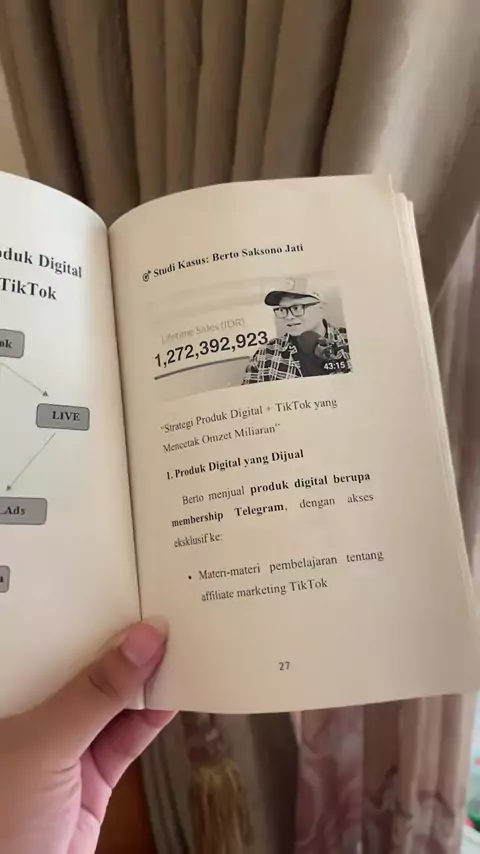 Produk Digital
TikTok
LIVE
Ads
Studi Kasus: Berto Saksono Jati
Lifetime Sales (IDR)
1,272,392,923
43:15
“Strategi Produk Digital + TikTok yang
Mencetak Omzet Miliaran”
1. Produk Digital yang Dijual
Berto menjual produk digital berupa
membership Telegram, dengan akses
eksklusif ke:
• Materi-materi pembelajaran tentang
affiliate marketing TikTok
27